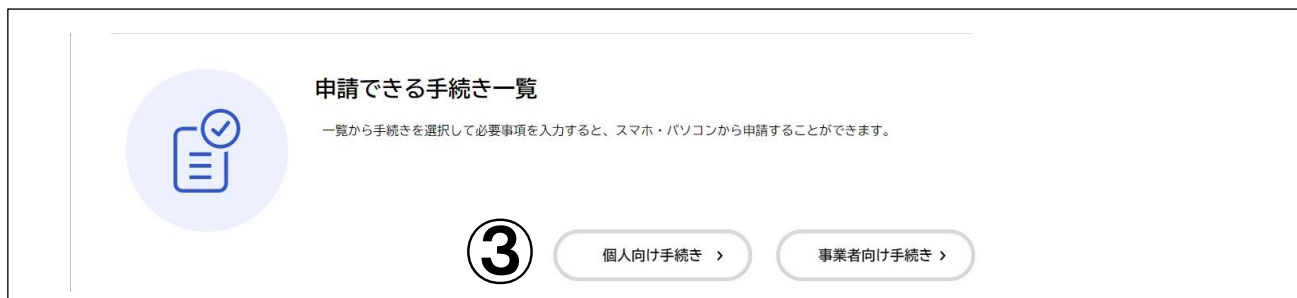 申請できる手続き一覧
一覧から手続きを選択して必要事項を入力すると、スマホ・パソコンから申請することができます。
③ 個人向け手続き › 事業者向け手続き ›